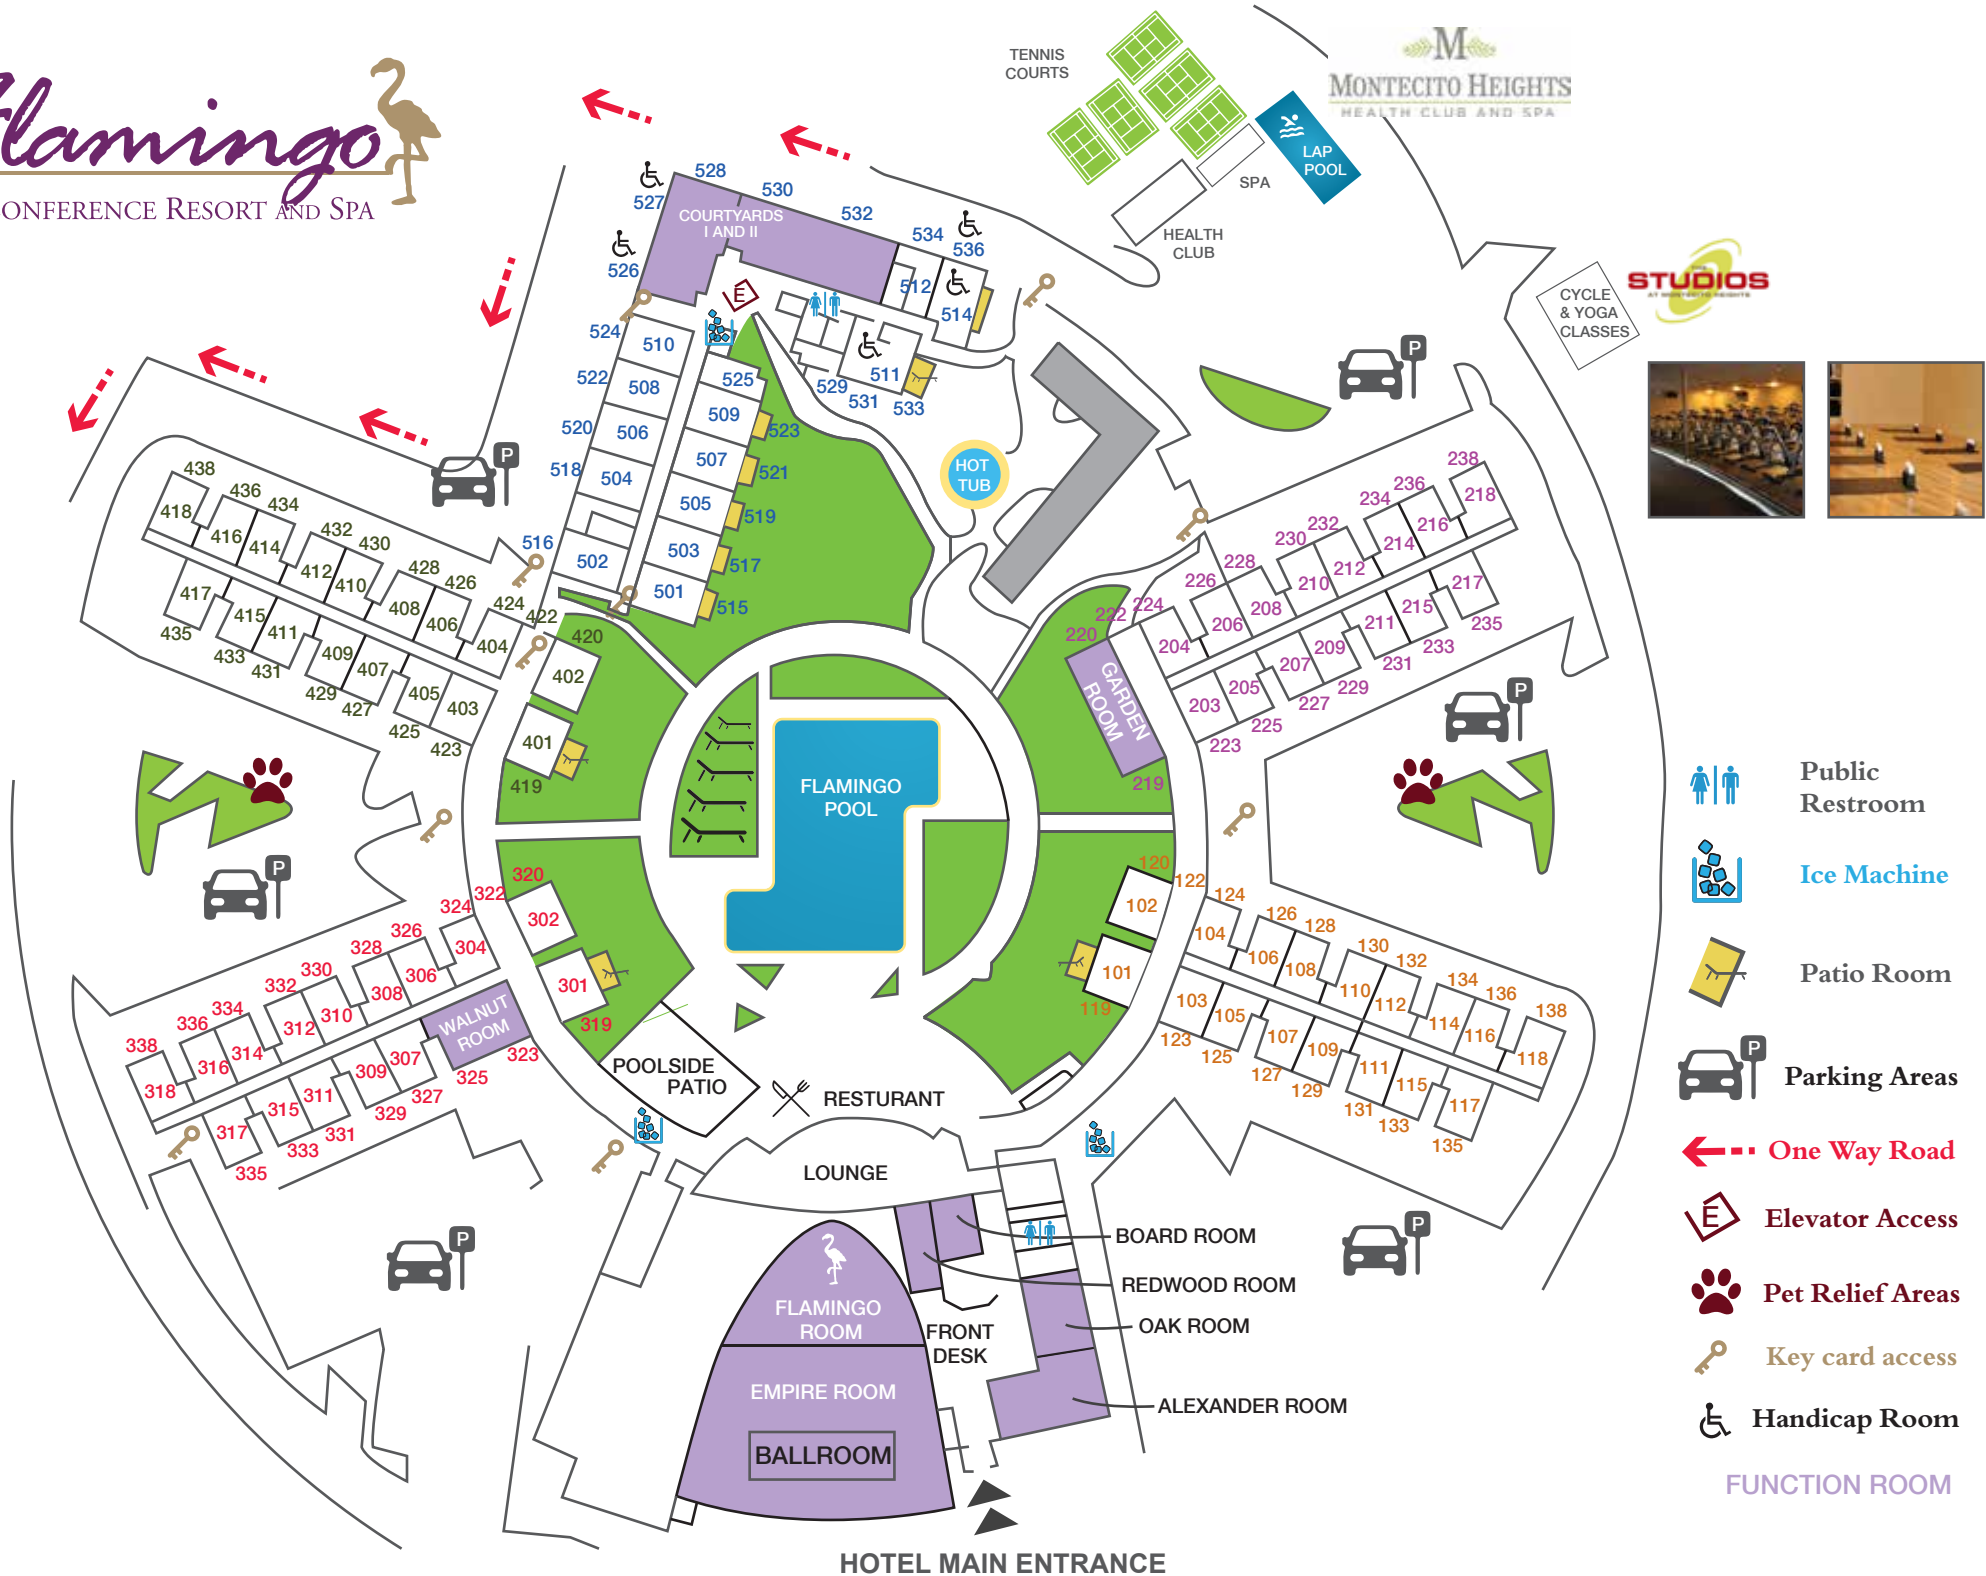 Flamingo
CONFERENCE RESORT AND SPA
TENNIS
COURTS
M
MONTECITO HEIGHTS
HEALTH CLUB AND SPA
LAP
POOL
SPA
HEALTH
CLUB
CYCLE
& YOGA
CLASSES
STUDIOS
AT MONTECITO HEIGHTS
528
530
532
534
536
527
526
COURTYARDS
I AND II
E
512
514
511
529
531
533
524
522
520
518
516
510
508
506
504
502
525
509
507
505
503
501
523
521
519
517
515
HOT
TUB
P
P
P
P
P
P
438
436
434
432
430
428
426
424
422
420
418
416
414
412
410
408
406
404
402
417
415
411
409
407
405
403
401
435
433
431
429
427
425
423
419
238
236
234
232
230
228
226
224
222
220
218
216
214
212
210
208
206
204
217
215
211
209
207
205
203
235
233
231
229
227
225
223
219
GARDEN
ROOM
FLAMINGO
POOL
320
322
324
326
328
330
332
334
336
338
302
304
306
308
310
312
314
316
318
301
319
WALNUT
ROOM
307
309
311
315
317
323
325
327
329
331
333
335
120
122
124
126
128
130
132
134
136
138
102
104
106
108
110
112
114
116
118
101
119
103
105
107
109
111
115
117
123
125
127
129
131
133
135
POOLSIDE
PATIO
RESTURANT
LOUNGE
BOARD ROOM
REDWOOD ROOM
OAK ROOM
ALEXANDER ROOM
FLAMINGO
ROOM
FRONT
DESK
EMPIRE ROOM
BALLROOM
HOTEL MAIN ENTRANCE
Public
Restroom
Ice Machine
Patio Room
P
Parking Areas
One Way Road
E
Elevator Access
Pet Relief Areas
Key card access
Handicap Room
FUNCTION ROOM